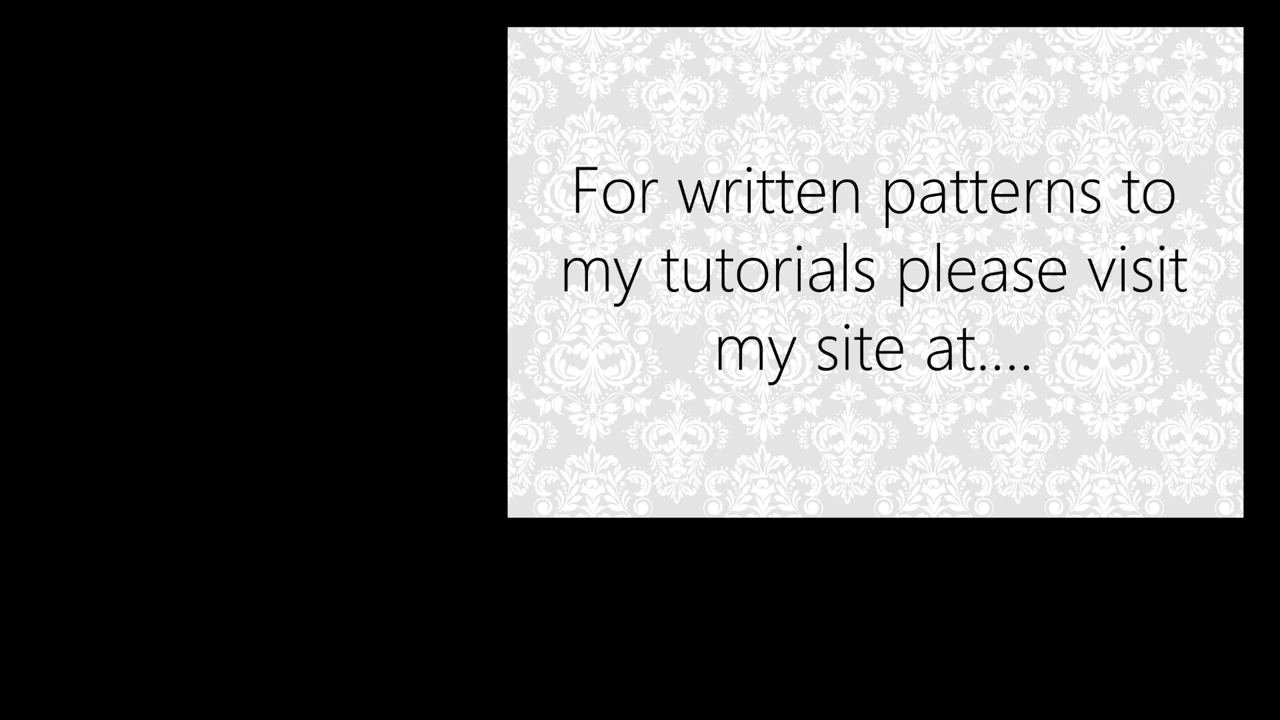 For written patterns to
my tutorials please visit
my site at....